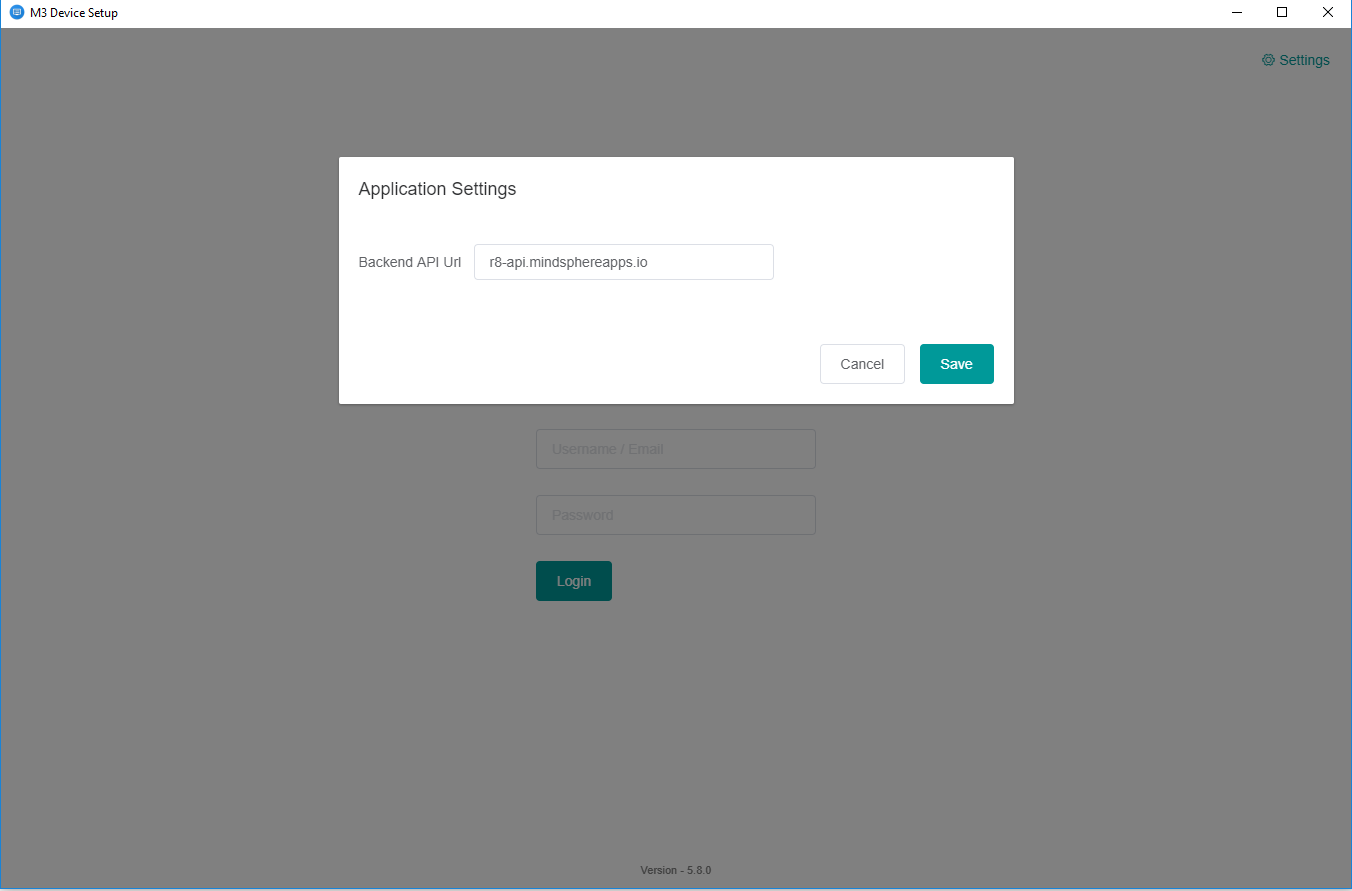 M3 Device Setup
Settings
Application Settings
Backend API Url r8-api.mindsphereapps.io
Cancel Save
Username / Email
Password
Login
Version - 5.8.0